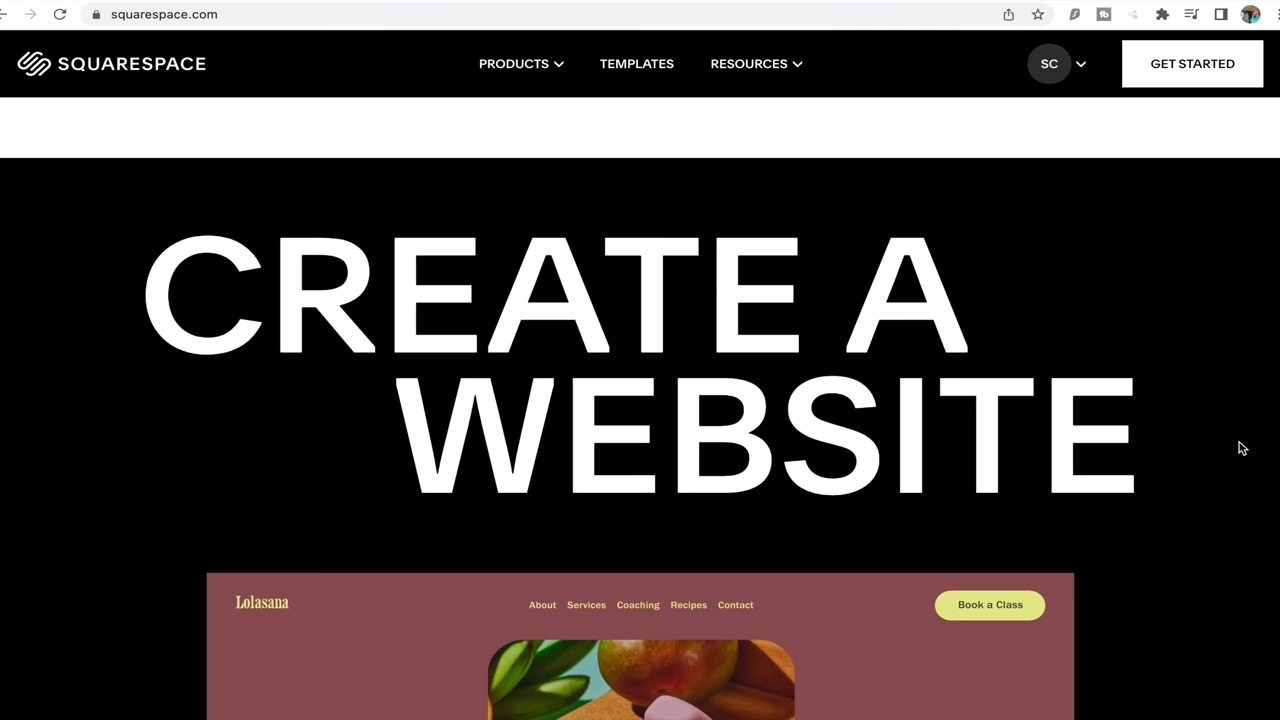 squarespace.com
SQUARESPACE
PRODUCTS
TEMPLATES
RESOURCES
SC
GET STARTED
CREATE A
WEBSITE
Lolasana
About Services Coaching Recipes Contact
Book a Class